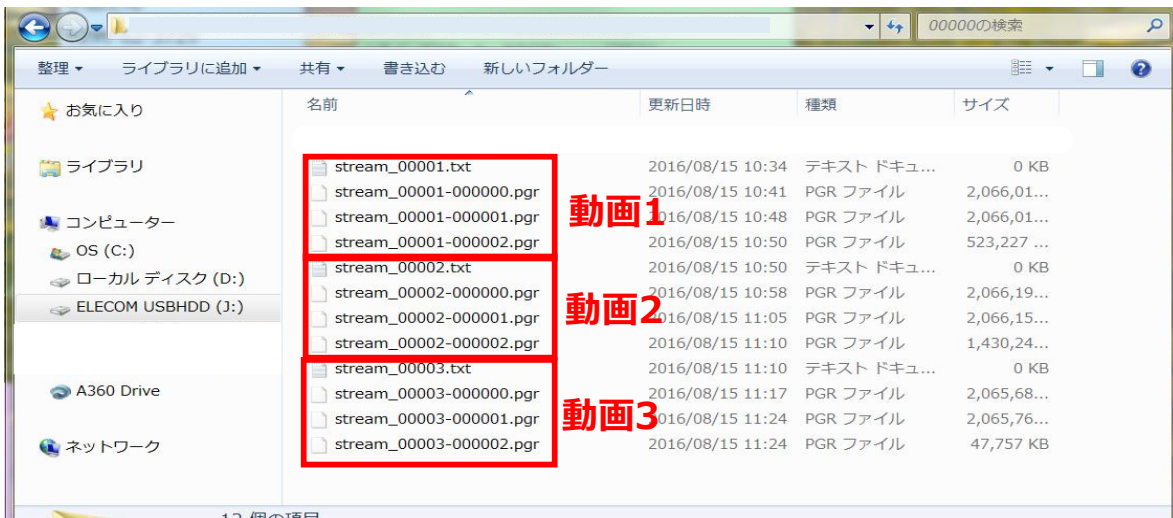 00000の検索
整理 ライブラリに追加 共有 書き込む 新しいフォルダー
お気に入り
ライブラリ
コンピューター
OS (C:)
ローカル ディスク (D:)
ELECOM USBHDD (J:)
A360 Drive
ネットワーク
名前 更新日時 種類 サイズ
stream_00001.txt 2016/08/15 10:34 テキスト ドキュ... 0 KB
stream_00001-000000.pgr 2016/08/15 10:41 PGR ファイル 2,066,01...
stream_00001-000001.pgr 2016/08/15 10:48 PGR ファイル 2,066,01...
stream_00001-000002.pgr 2016/08/15 10:50 PGR ファイル 523,227 ...
動画1
stream_00002.txt 2016/08/15 10:50 テキスト ドキュ... 0 KB
stream_00002-000000.pgr 2016/08/15 10:58 PGR ファイル 2,066,19...
stream_00002-000001.pgr 2016/08/15 11:05 PGR ファイル 2,066,15...
stream_00002-000002.pgr 2016/08/15 11:10 PGR ファイル 1,430,24...
動画2
stream_00003.txt 2016/08/15 11:10 テキスト ドキュ... 0 KB
stream_00003-000000.pgr 2016/08/15 11:17 PGR ファイル 2,065,68...
stream_00003-000001.pgr 2016/08/15 11:24 PGR ファイル 2,065,76...
stream_00003-000002.pgr 2016/08/15 11:24 PGR ファイル 47,757 KB
動画3